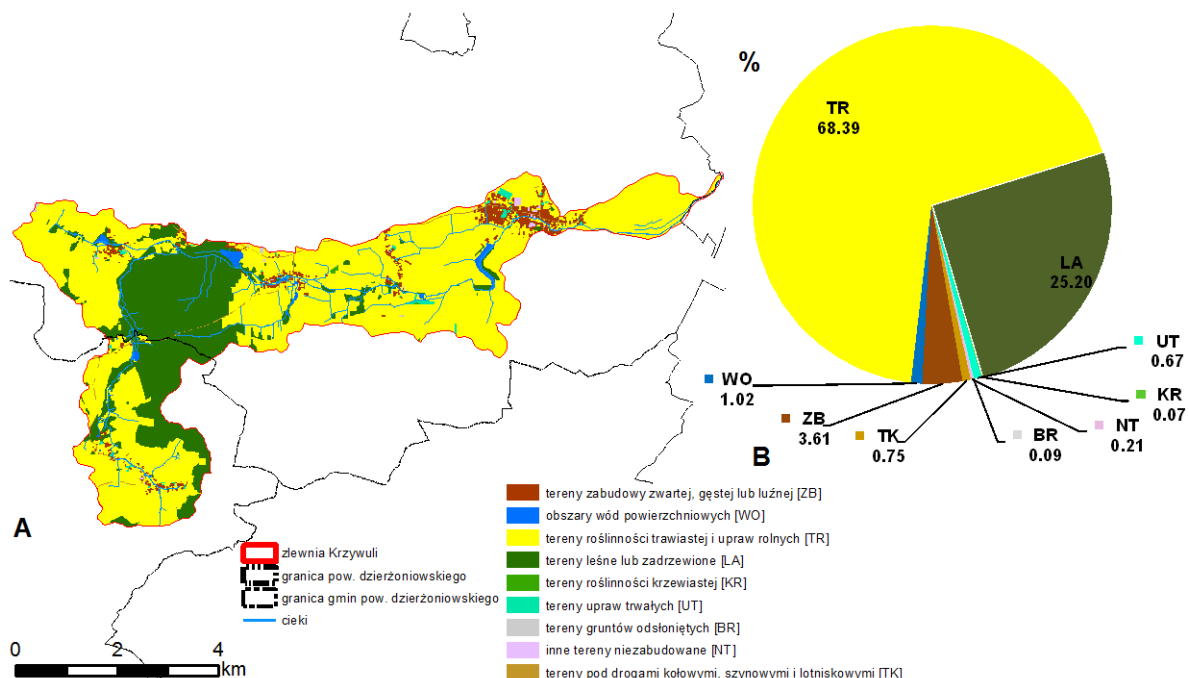 %
TR
68.39
LA
25.20
UT
0.67
KR
0.07
NT
0.21
BR
0.09
TK
0.75
ZB
3.61
WO
1.02
B
A
zlewnia Krzywuli
granica pow. dzierżoniowskiego
granica gmin pow. dzierżoniowskiego
cieki
0 2 4
km
tereny zabudowy zwartej, gęstej lub luźnej [ZB]
obszary wód powierzchniowych [WO]
tereny roślinności trawiastej i upraw rolnych [TR]
tereny leśne lub zadrzewione [LA]
tereny roślinności krzewiastej [KR]
tereny upraw trwałych [UT]
tereny gruntów odsłoniętych [BR]
inne tereny niezabudowane [NT]
tereny pod drogami kołowymi, szynowymi i lotniskowymi [TK]